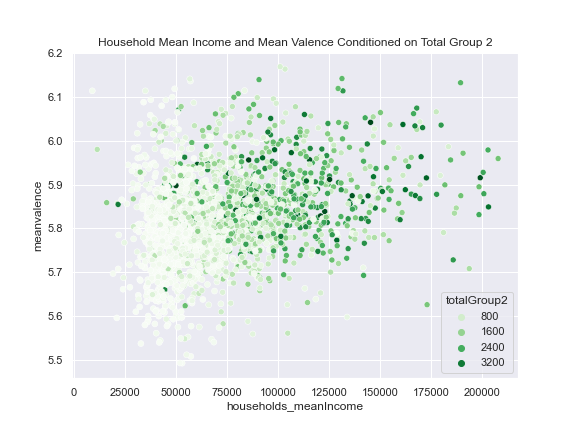 Household Mean Income and Mean Valence Conditioned on Total Group 2
6.2
6.1
6.0
5.9
5.8
5.7
5.6
5.5
meanvalence
totalGroup2
800
1600
2400
3200
0 25000 50000 75000 100000 125000 150000 175000 200000
households_meanIncome